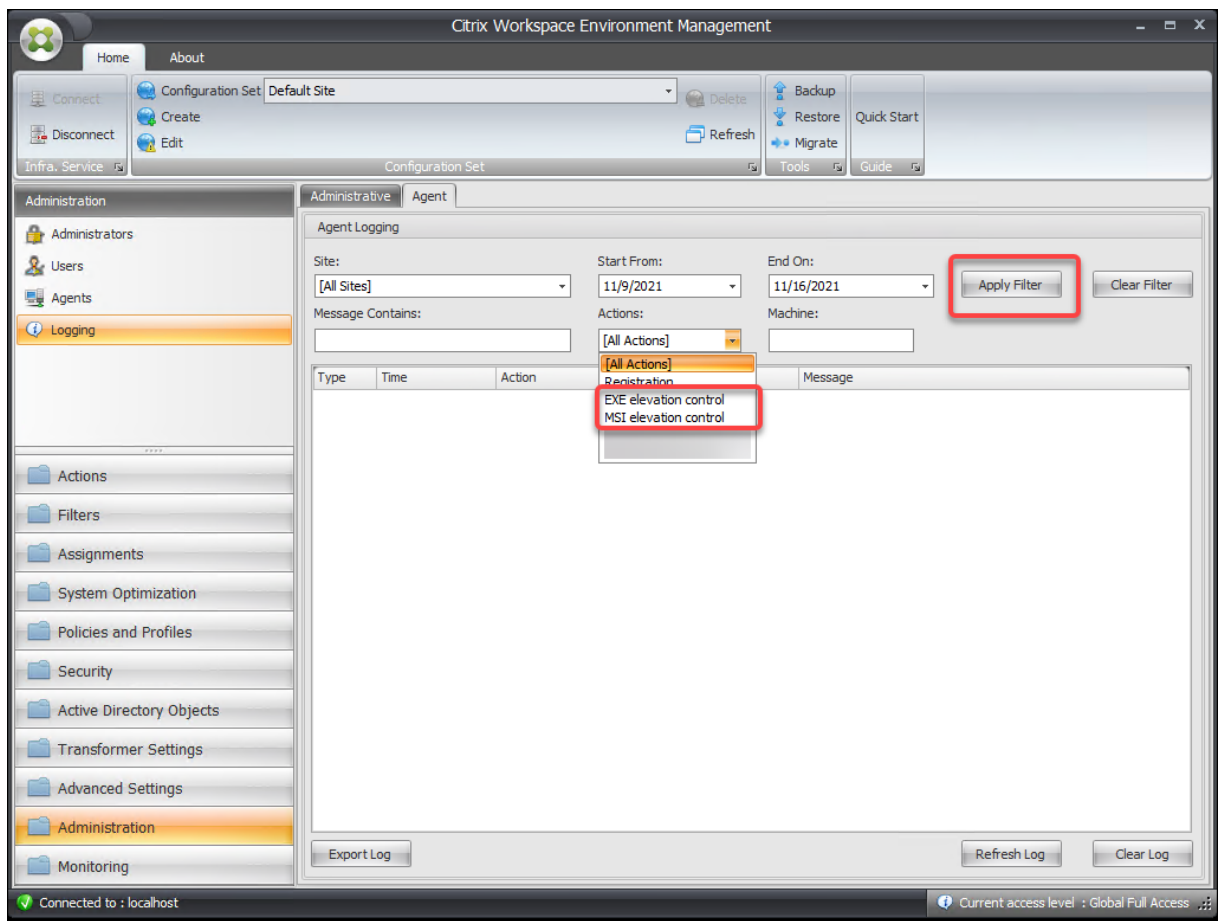 Citrix Workspace Environment Management
Home About
Connect
Disconnect
Infra. Service
Configuration Set Default Site
Create
Edit
Delete
Refresh
Configuration Set
Backup
Restore
Migrate
Tools
Quick Start
Guide
Administration
Administrators
Users
Agents
Logging
Actions
Filters
Assignments
System Optimization
Policies and Profiles
Security
Active Directory Objects
Transformer Settings
Advanced Settings
Administration
Monitoring
Administrative Agent
Agent Logging
Site: Start From: End On:
[All Sites] 11/9/2021 11/16/2021 Apply Filter Clear Filter
Message Contains: Actions: Machine:
[All Actions]
[All Actions]
Registration
EXE elevation control
MSI elevation control
Type Time Action Message
Export Log Refresh Log Clear Log
Connected to : localhost Current access level : Global Full Access